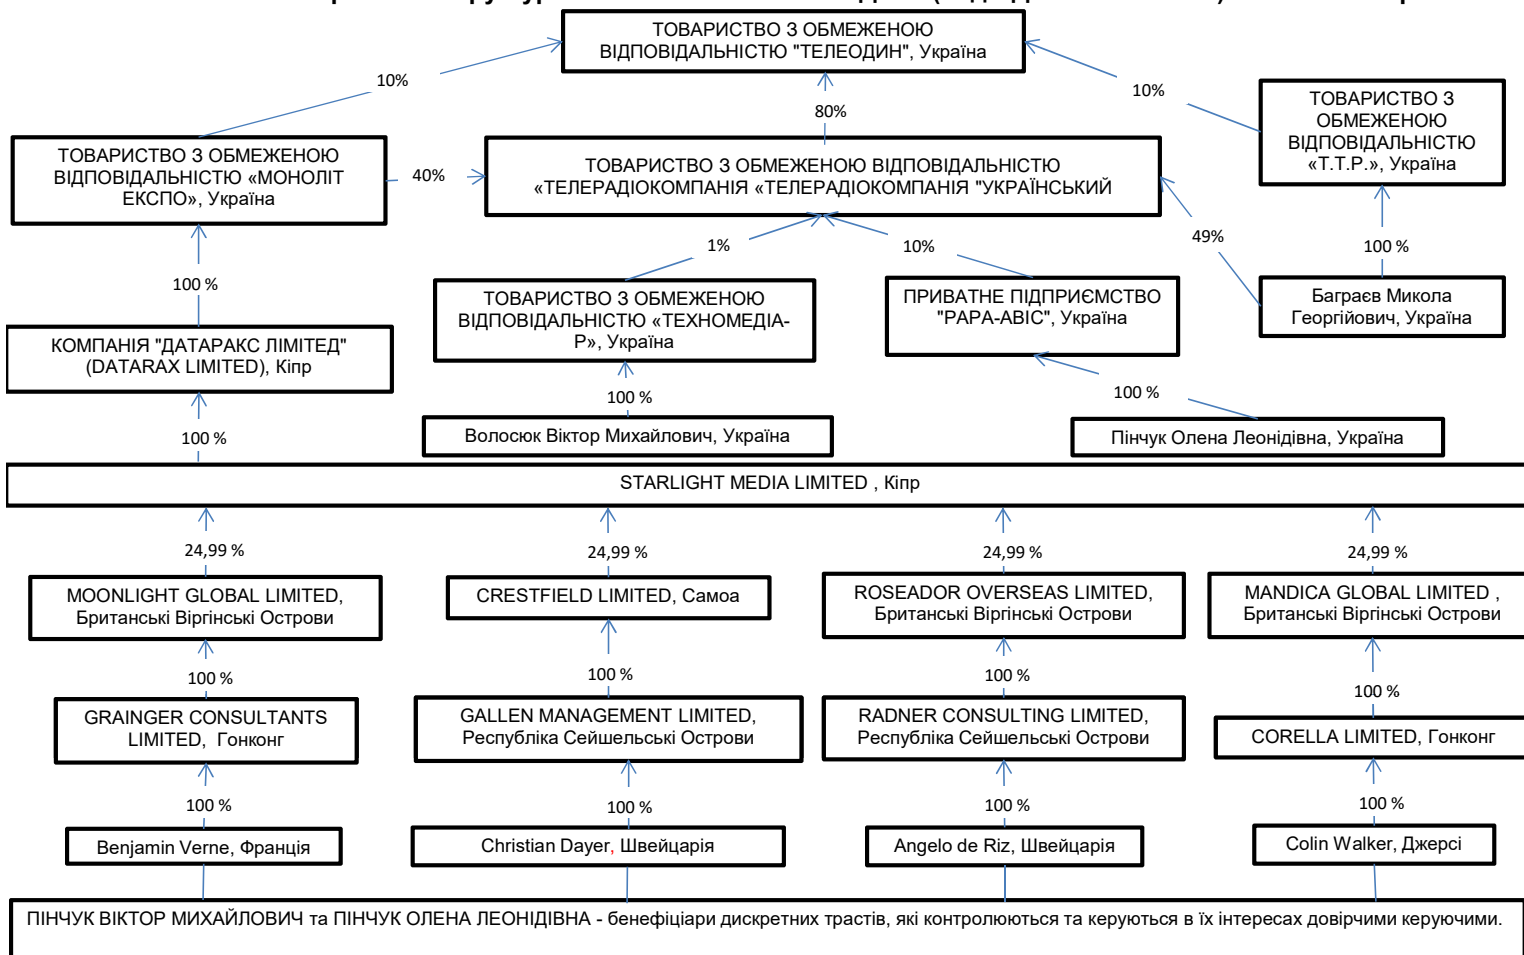 ТОВАРИСТВО З ОБМЕЖЕНОЮ
ВІДПОВІДАЛЬНІСТЮ "ТЕЛЕОДИН", Україна
10%
80%
10%
ТОВАРИСТВО З
ОБМЕЖЕНОЮ
ВІДПОВІДАЛЬНІСТЮ
«Т.Т.Р.», Україна
ТОВАРИСТВО З ОБМЕЖЕНОЮ
ВІДПОВІДАЛЬНІСТЮ «МОНОЛІТ
ЕКСПО», Україна
40%
ТОВАРИСТВО З ОБМЕЖЕНОЮ ВІДПОВІДАЛЬНІСТЮ
«ТЕЛЕРАДІОКОМПАНІЯ «ТЕЛЕРАДІОКОМПАНІЯ "УКРАЇНСЬКИЙ
1%
10%
49%
100 %
100 %
ТОВАРИСТВО З ОБМЕЖЕНОЮ
ВІДПОВІДАЛЬНІСТЮ «ТЕХНОМЕДІА-
Р», Україна
ПРИВАТНЕ ПІДПРИЄМСТВО
"РАРА-АВІС", Україна
Баграєв Микола
Георгійович, Україна
КОМПАНІЯ "ДАТАРАКС ЛІМІТЕД"
(DATARAX LIMITED), Кіпр
100 %
100 %
100 %
Волосюк Віктор Михайлович, Україна
Пінчук Олена Леонідівна, Україна
STARLIGHT MEDIA LIMITED , Кіпр
24,99 %
24,99 %
24,99 %
24,99 %
MOONLIGHT GLOBAL LIMITED,
Британські Віргінські Острови
CRESTFIELD LIMITED, Самоа
ROSEADOR OVERSEAS LIMITED,
Британські Віргінські Острови
MANDICA GLOBAL LIMITED ,
Британські Віргінські Острови
100 %
100 %
100 %
100 %
GRAINGER CONSULTANTS
LIMITED, Гонконг
GALLEN MANAGEMENT LIMITED,
Республіка Сейшельські Острови
RADNER CONSULTING LIMITED,
Республіка Сейшельські Острови
CORELLA LIMITED, Гонконг
100 %
100 %
100 %
100 %
Benjamin Verne, Франція
Christian Dayer, Швейцарія
Angelo de Riz, Швейцарія
Colin Walker, Джерсі
ПІНЧУК ВІКТОР МИХАЙЛОВИЧ та ПІНЧУК ОЛЕНА ЛЕОНІДІВНА - бенефіціари дискретних трастів, які контролюються та керуються в їх інтересах довірчими керуючими.